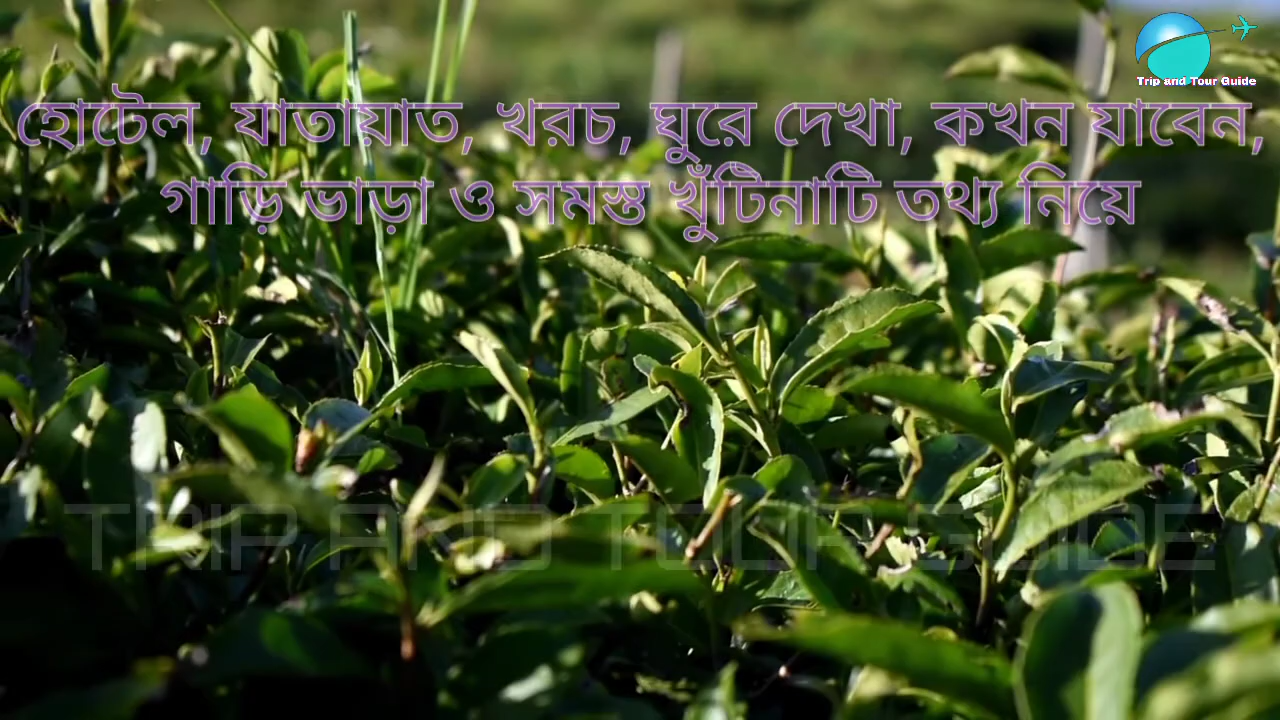 Trip and Tour Guide
হোটেল, যাতায়াত, খরচ, ঘুরে দেখা, কখন যাবেন,
গাড়ি ভাড়া ও সমস্ত খুঁটিনাটি তথ্য নিয়ে
TRIP AND TOUR GUIDE